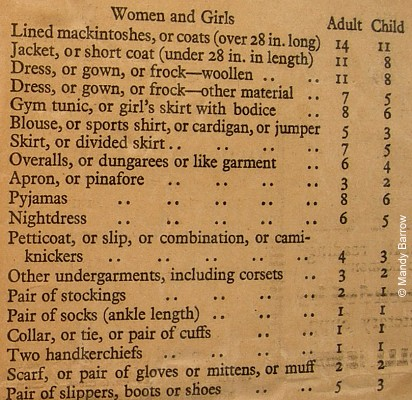 Women and Girls
Adult Child
Lined mackintoshes, or coats (over 28 in. long) 14 11
Jacket, or short coat (under 28 in. in length) 11 8
Dress, or gown, or frock—woollen .. .. 11 8
Dress, or gown, or frock—other material .. 7 5
Gym tunic, or girl's skirt with bodice .. 8 6
Blouse, or sports shirt, or cardigan, or jumper 5 3
Skirt, or divided skirt .. .. .. .. 7 5
Overalls, or dungarees or like garment .. 6 4
Apron, or pinafore .. .. .. .. 3 2
Pyjamas .. .. .. .. .. 8 6
Nightdress .. .. .. .. .. 6 5
Petticoat, or slip, or combination, or cami-
knickers .. .. .. .. .. 4 3
Other undergarments, including corsets .. 3 2
Pair of stockings .. .. .. .. 2 1
Pair of socks (ankle length) .. .. .. 1 1
Collar, or tie, or pair of cuffs .. .. 1 1
Two handkerchiefs .. .. .. .. 1 1
Scarf, or pair of gloves or mittens, or muff 2 2
Pair of slippers, boots or shoes .. .. 5 3
© Mandy Barrow